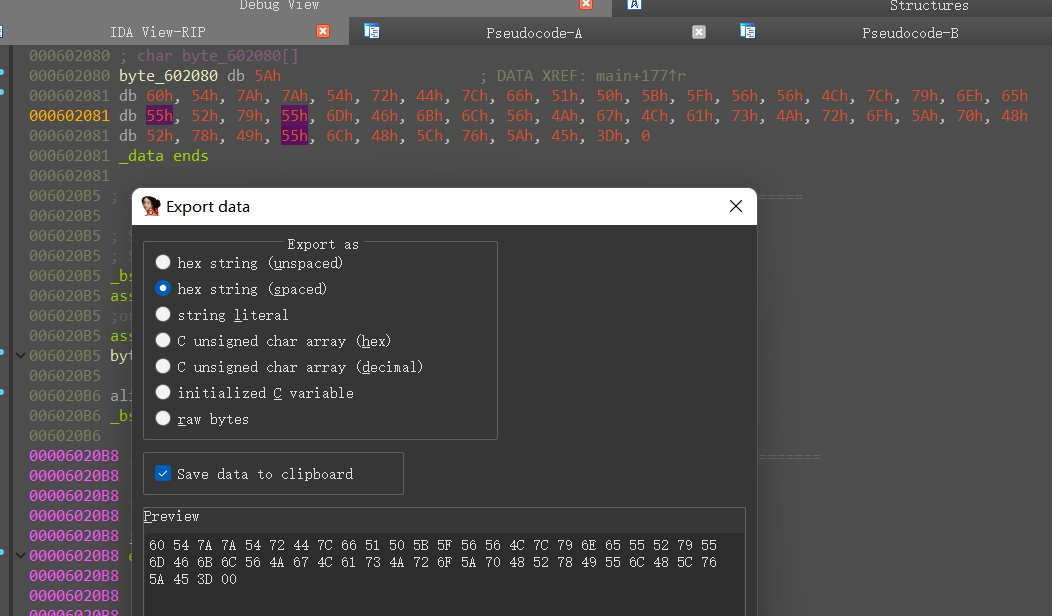 Debug View
Structures
IDA View-RIP
Pseudocode-A
Pseudocode-B
000602080 ; char byte_602080[]
000602080 byte_602080 db 5Ah ; DATA XREF: main+177↑r
000602081 db 60h, 54h, 7Ah, 7Ah, 54h, 72h, 44h, 7Ch, 66h, 51h, 50h, 5Bh, 5Fh, 56h, 56h, 4Ch, 7Ch, 79h, 6Eh, 65h
000602081 db 55h, 52h, 79h, 55h, 6Dh, 46h, 6Bh, 6Ch, 56h, 4Ah, 67h, 4Ch, 61h, 73h, 4Ah, 72h, 6Fh, 5Ah, 70h, 48h
000602081 db 52h, 78h, 49h, 55h, 6Ch, 48h, 5Ch, 76h, 5Ah, 45h, 3Dh, 0
000602081 _data ends
000602081
006020B5 ;
006020B5
006020B5 ;
006020B5 ;
006020B5 _bs
006020B5 ass
006020B5 ;or
006020B5 ass
006020B5 byt
006020B5
006020B6 ali
006020B6 _bs
006020B6
00006020B8
00006020B8
00006020B8
00006020B8
00006020B8
00006020B8
00006020B8
00006020B8
00006020B8
Export data
Export as
hex string (unspaced)
hex string (spaced)
string literal
C unsigned char array (hex)
C unsigned char array (decimal)
initialized C variable
raw bytes
Save data to clipboard
Preview
60 54 7A 7A 54 72 44 7C 66 51 50 5B 5F 56 56 4C 7C 79 6E 65 55 52 79 55
6D 46 6B 6C 56 4A 67 4C 61 73 4A 72 6F 5A 70 48 52 78 49 55 6C 48 5C 76
5A 45 3D 00